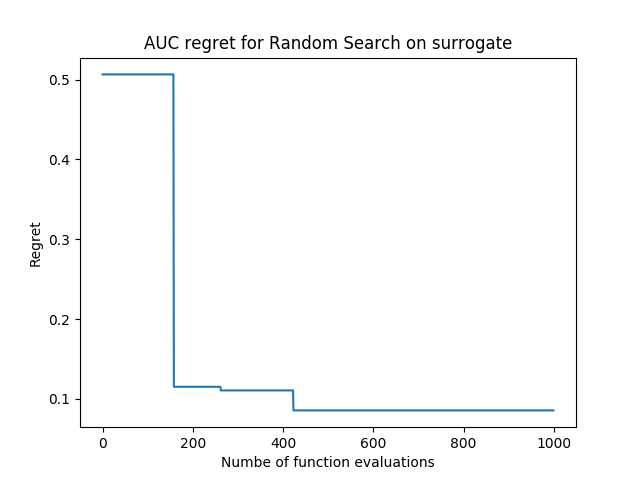 AUC regret for Random Search on surrogate
0.5
0.4
0.3
0.2
0.1
Regret
0 200 400 600 800 1000
Numbe of function evaluations